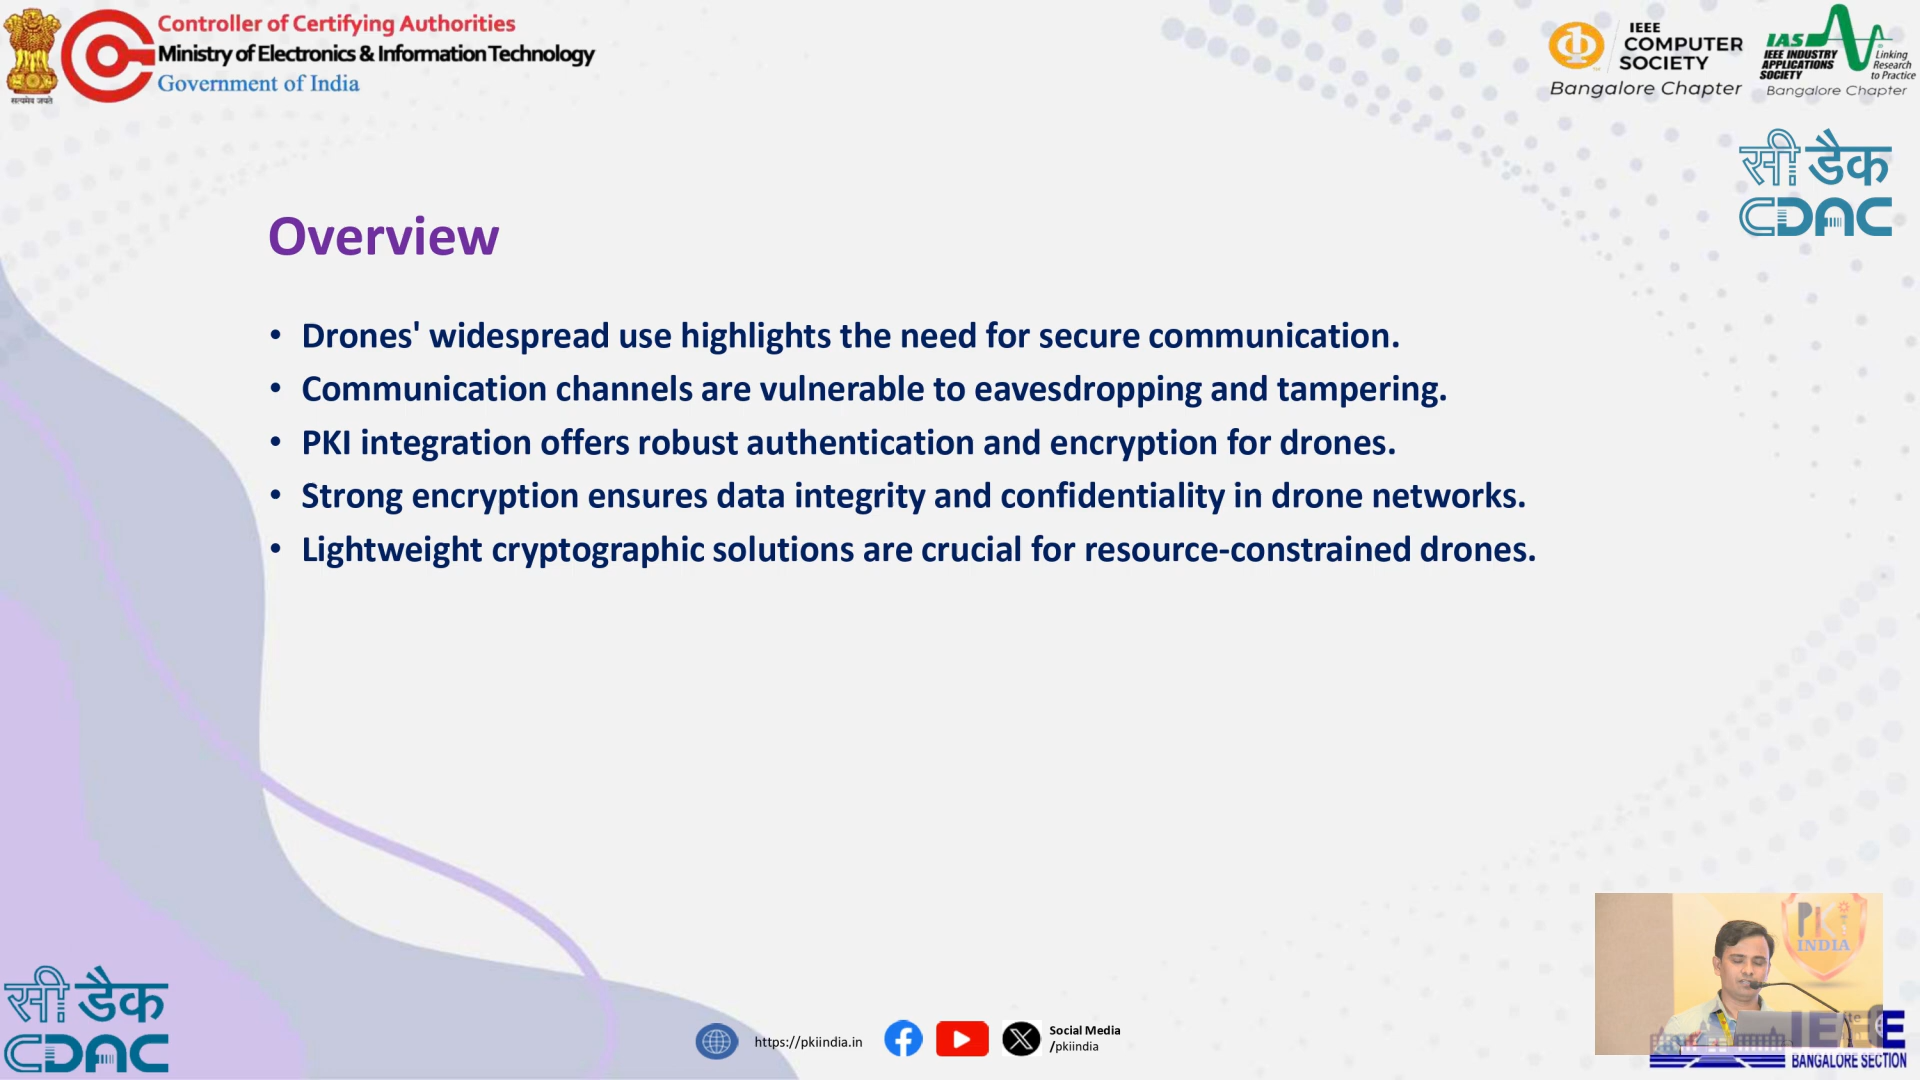 Controller of Certifying Authorities
Ministry of Electronics & Information Technology
Government of India
सत्यमेव जयते
IEEE
COMPUTER
SOCIETY
Bangalore Chapter
IAS
IEEE INDUSTRY
APPLICATIONS
SOCIETY
Linking
Research
to Practice
Bangalore Chapter
सी डैक
CDAC
Overview
• Drones' widespread use highlights the need for secure communication.
• Communication channels are vulnerable to eavesdropping and tampering.
• PKI integration offers robust authentication and encryption for drones.
• Strong encryption ensures data integrity and confidentiality in drone networks.
• Lightweight cryptographic solutions are crucial for resource-constrained drones.
PKI
INDIA
सी डैक
CDAC
https://pkiindia.in
Social Media
/pkiindia
BANGALORE SECTION